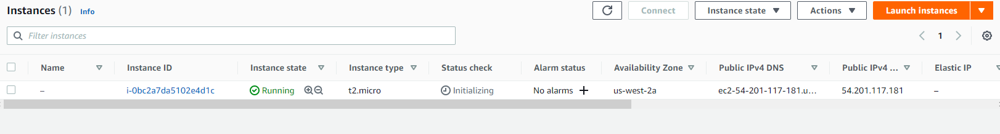 Instances (1) Info Connect Instance state Actions Launch instances
Filter instances 1
Name Instance ID Instance state Instance type Status check Alarm status Availability Zone Public IPv4 DNS Public IPv4 ... Elastic IP
– i-0bc2a7da5102e4d1c Running t2.micro Initializing No alarms + us-west-2a ec2-54-201-117-181.u... 54.201.117.181 –